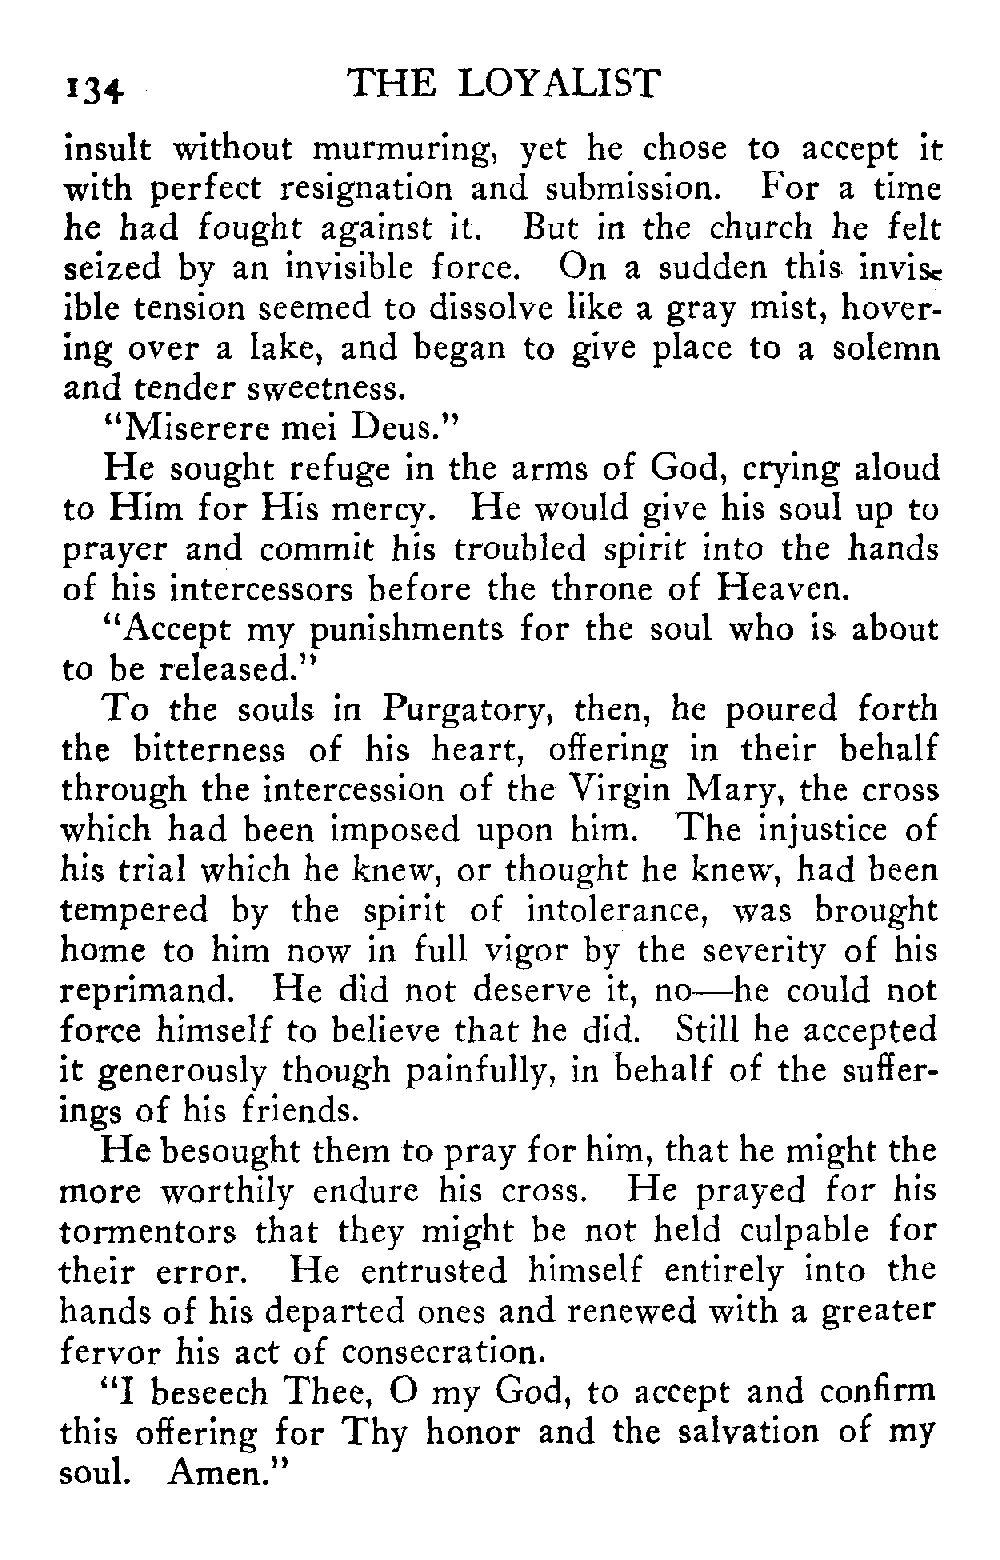 134 THE LOYALIST
insult without murmuring, yet he chose to accept it
with perfect resignation and submission. For a time
he had fought against it. But in the church he felt
seized by an invisible force. On a sudden this invis-
ible tension seemed to dissolve like a gray mist, hover-
ing over a lake, and began to give place to a solemn
and tender sweetness.
“Miserere mei Deus.”
He sought refuge in the arms of God, crying aloud
to Him for His mercy. He would give his soul up to
prayer and commit his troubled spirit into the hands
of his intercessors before the throne of Heaven.
“Accept my punishments for the soul who is about
to be released.”
To the souls in Purgatory, then, he poured forth
the bitterness of his heart, offering in their behalf
through the intercession of the Virgin Mary, the cross
which had been imposed upon him. The injustice of
his trial which he knew, or thought he knew, had been
tempered by the spirit of intolerance, was brought
home to him now in full vigor by the severity of his
reprimand. He did not deserve it, no—he could not
force himself to believe that he did. Still he accepted
it generously though painfully, in behalf of the suffer-
ings of his friends.
He besought them to pray for him, that he might the
more worthily endure his cross. He prayed for his
tormentors that they might be not held culpable for
their error. He entrusted himself entirely into the
hands of his departed ones and renewed with a greater
fervor his act of consecration.
“I beseech Thee, O my God, to accept and confirm
this offering for Thy honor and the salvation of my
soul. Amen.”